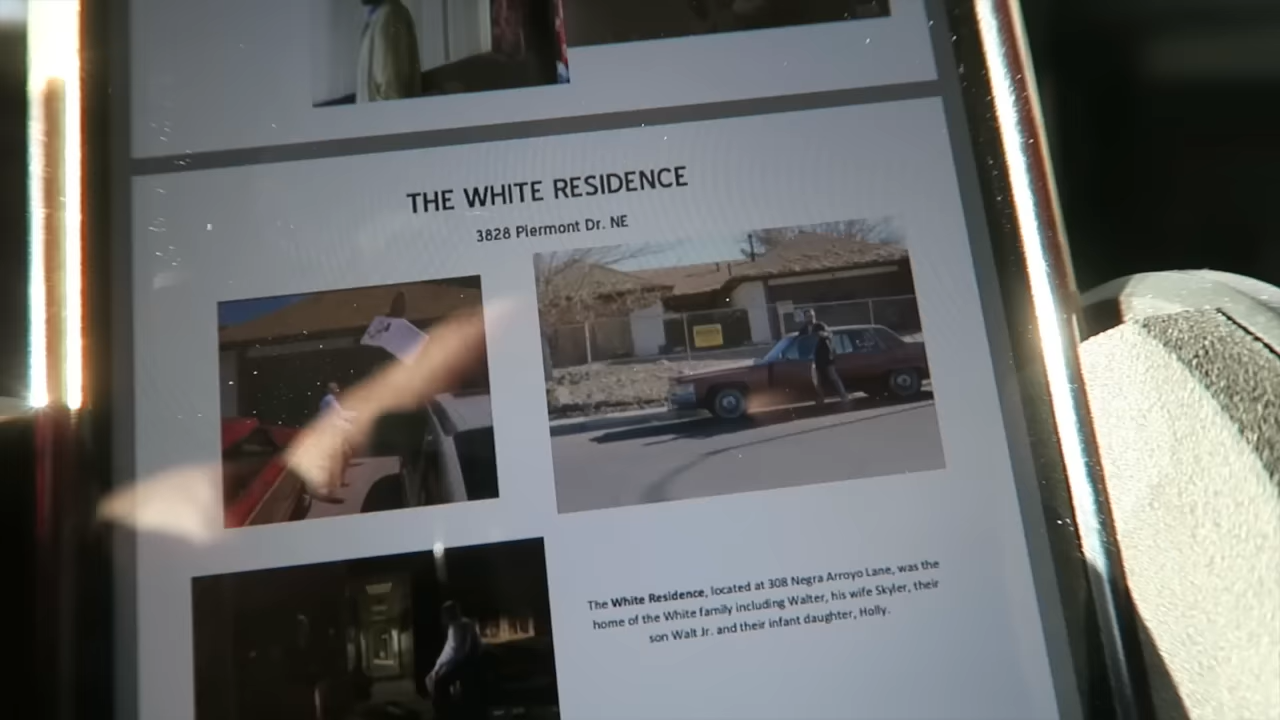 THE WHITE RESIDENCE
3828 Piermont Dr. NE
The White Residence, located at 308 Negra Arroyo Lane, was the
home of the White family including Walter, his wife Skyler, their
son Walt Jr. and their infant daughter, Holly.